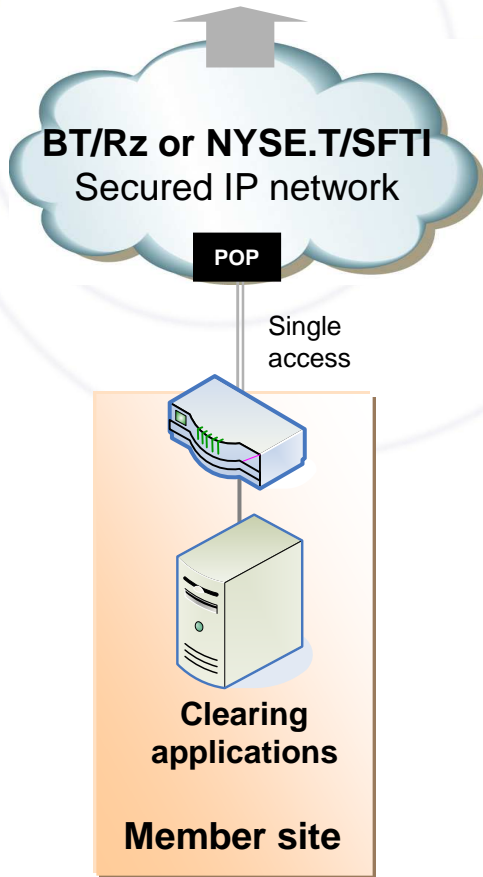 BT/Rz or NYSE.T/SFTI
Secured IP network
POP
Single
access
Clearing
applications
Member site